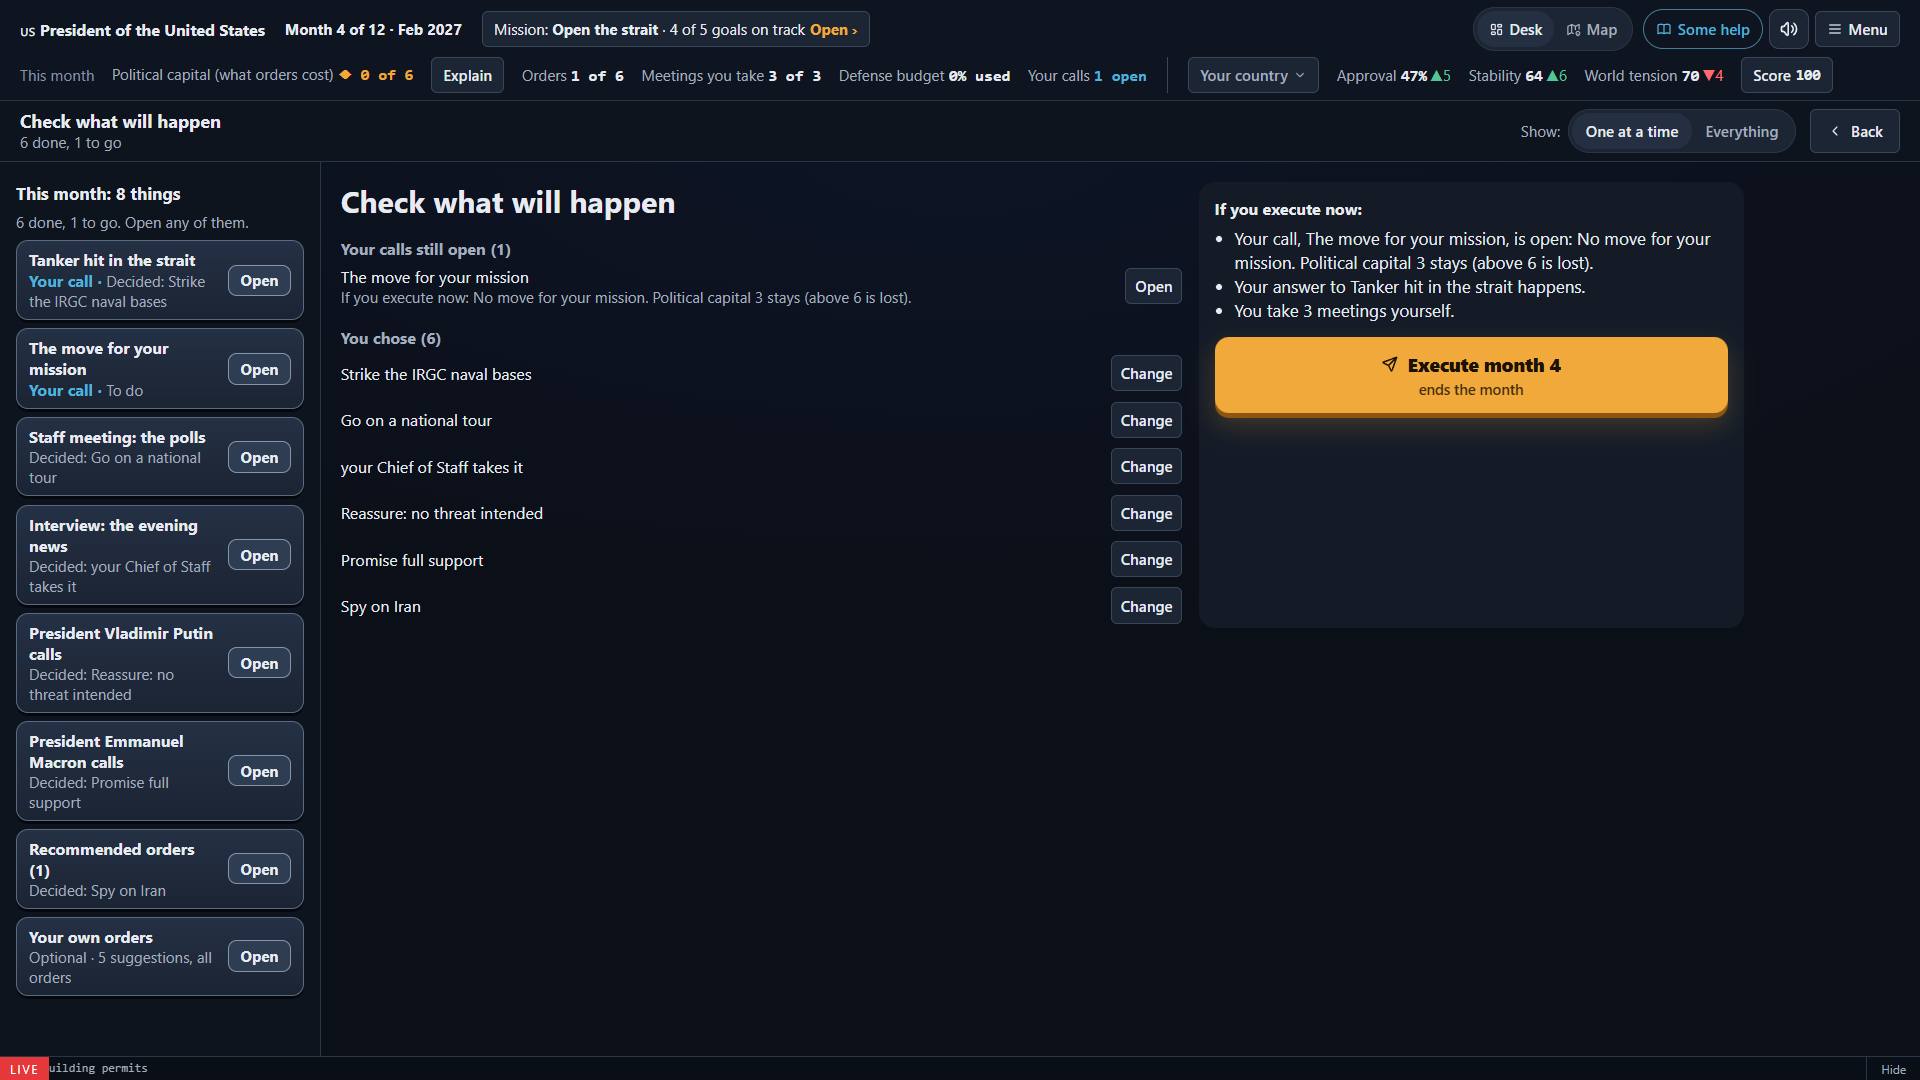 US President of the United States
Month 4 of 12 · Feb 2027
Mission: Open the strait · 4 of 5 goals on track Open ›
Desk
Map
Some help
Menu
This month
Political capital (what orders cost) ◆ 0 of 6
Explain
Orders 1 of 6
Meetings you take 3 of 3
Defense budget 0% used
Your calls 1 open
Your country
Approval 47% ▲5
Stability 64 ▲6
World tension 70 ▼4
Score 100
Check what will happen
6 done, 1 to go
Show:
One at a time
Everything
Back
This month: 8 things
6 done, 1 to go. Open any of them.
Tanker hit in the strait
Your call · Decided: Strike
the IRGC naval bases
Open
The move for your
mission
Your call · To do
Open
Staff meeting: the polls
Decided: Go on a national
tour
Open
Interview: the evening
news
Decided: your Chief of Staff
takes it
Open
President Vladimir Putin
calls
Decided: Reassure: no
threat intended
Open
President Emmanuel
Macron calls
Decided: Promise full
support
Open
Recommended orders
(1)
Decided: Spy on Iran
Open
Your own orders
Optional · 5 suggestions, all
orders
Open
Check what will happen
Your calls still open (1)
The move for your mission
If you execute now: No move for your mission. Political capital 3 stays (above 6 is lost).
Open
You chose (6)
Strike the IRGC naval bases
Change
Go on a national tour
Change
your Chief of Staff takes it
Change
Reassure: no threat intended
Change
Promise full support
Change
Spy on Iran
Change
If you execute now:
• Your call, The move for your mission, is open: No move for your
mission. Political capital 3 stays (above 6 is lost).
• Your answer to Tanker hit in the strait happens.
• You take 3 meetings yourself.
Execute month 4
ends the month
LIVE
uilding permits
Hide